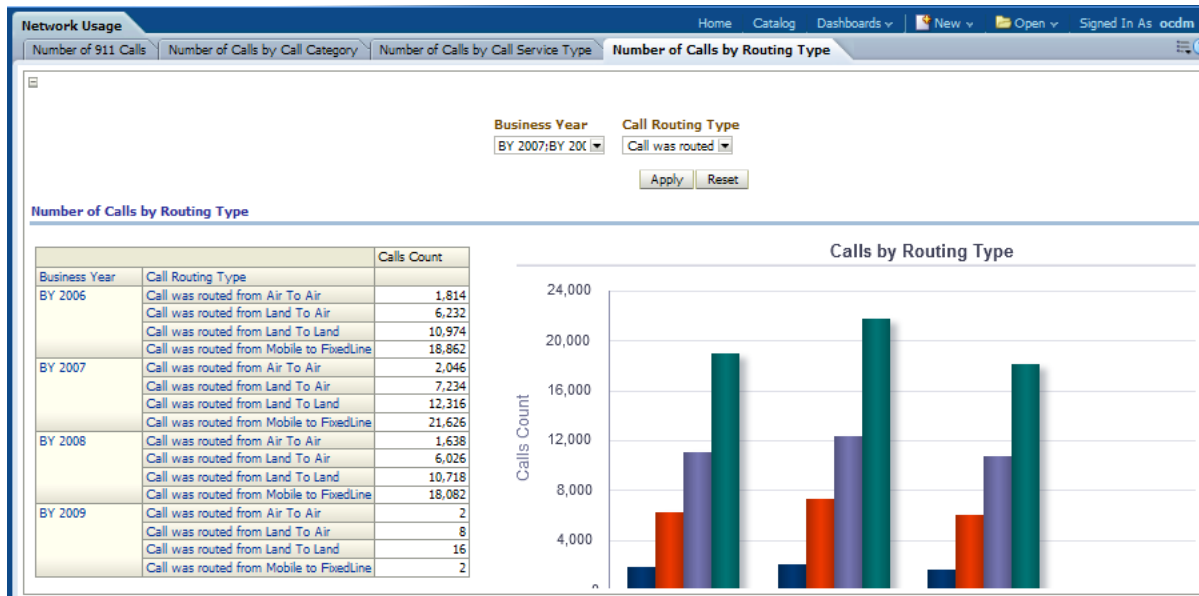 Network Usage
Home Catalog Dashboards New Open Signed In As ocdm
Number of 911 Calls Number of Calls by Call Category Number of Calls by Call Service Type Number of Calls by Routing Type
Business Year Call Routing Type
BY 2007;BY Call was routed
Apply Reset
Number of Calls by Routing Type
Calls Count
Business Year Call Routing Type
BY 2006 Call was routed from Air To Air 1,814
Call was routed from Land To Air 6,232
Call was routed from Land To Land 10,974
Call was routed from Mobile to FixedLine 18,862
BY 2007 Call was routed from Air To Air 2,046
Call was routed from Land To Air 7,234
Call was routed from Land To Land 12,316
Call was routed from Mobile to FixedLine 21,626
BY 2008 Call was routed from Air To Air 1,638
Call was routed from Land To Air 6,026
Call was routed from Land To Land 10,718
Call was routed from Mobile to FixedLine 18,082
BY 2009 Call was routed from Air To Air 2
Call was routed from Land To Air 8
Call was routed from Land To Land 16
Call was routed from Mobile to FixedLine 2
Calls by Routing Type
Calls Count
24,000
20,000
16,000
12,000
8,000
4,000